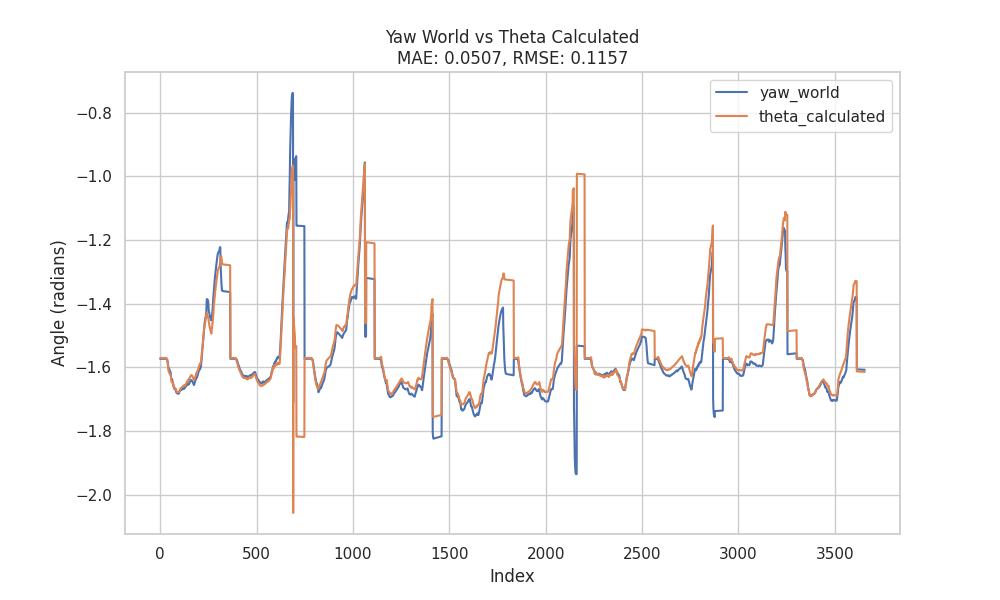 Yaw World vs Theta Calculated
MAE: 0.0507, RMSE: 0.1157
yaw_world
theta_calculated
Angle (radians)
−0.8
−1.0
−1.2
−1.4
−1.6
−1.8
−2.0
0 500 1000 1500 2000 2500 3000 3500
Index